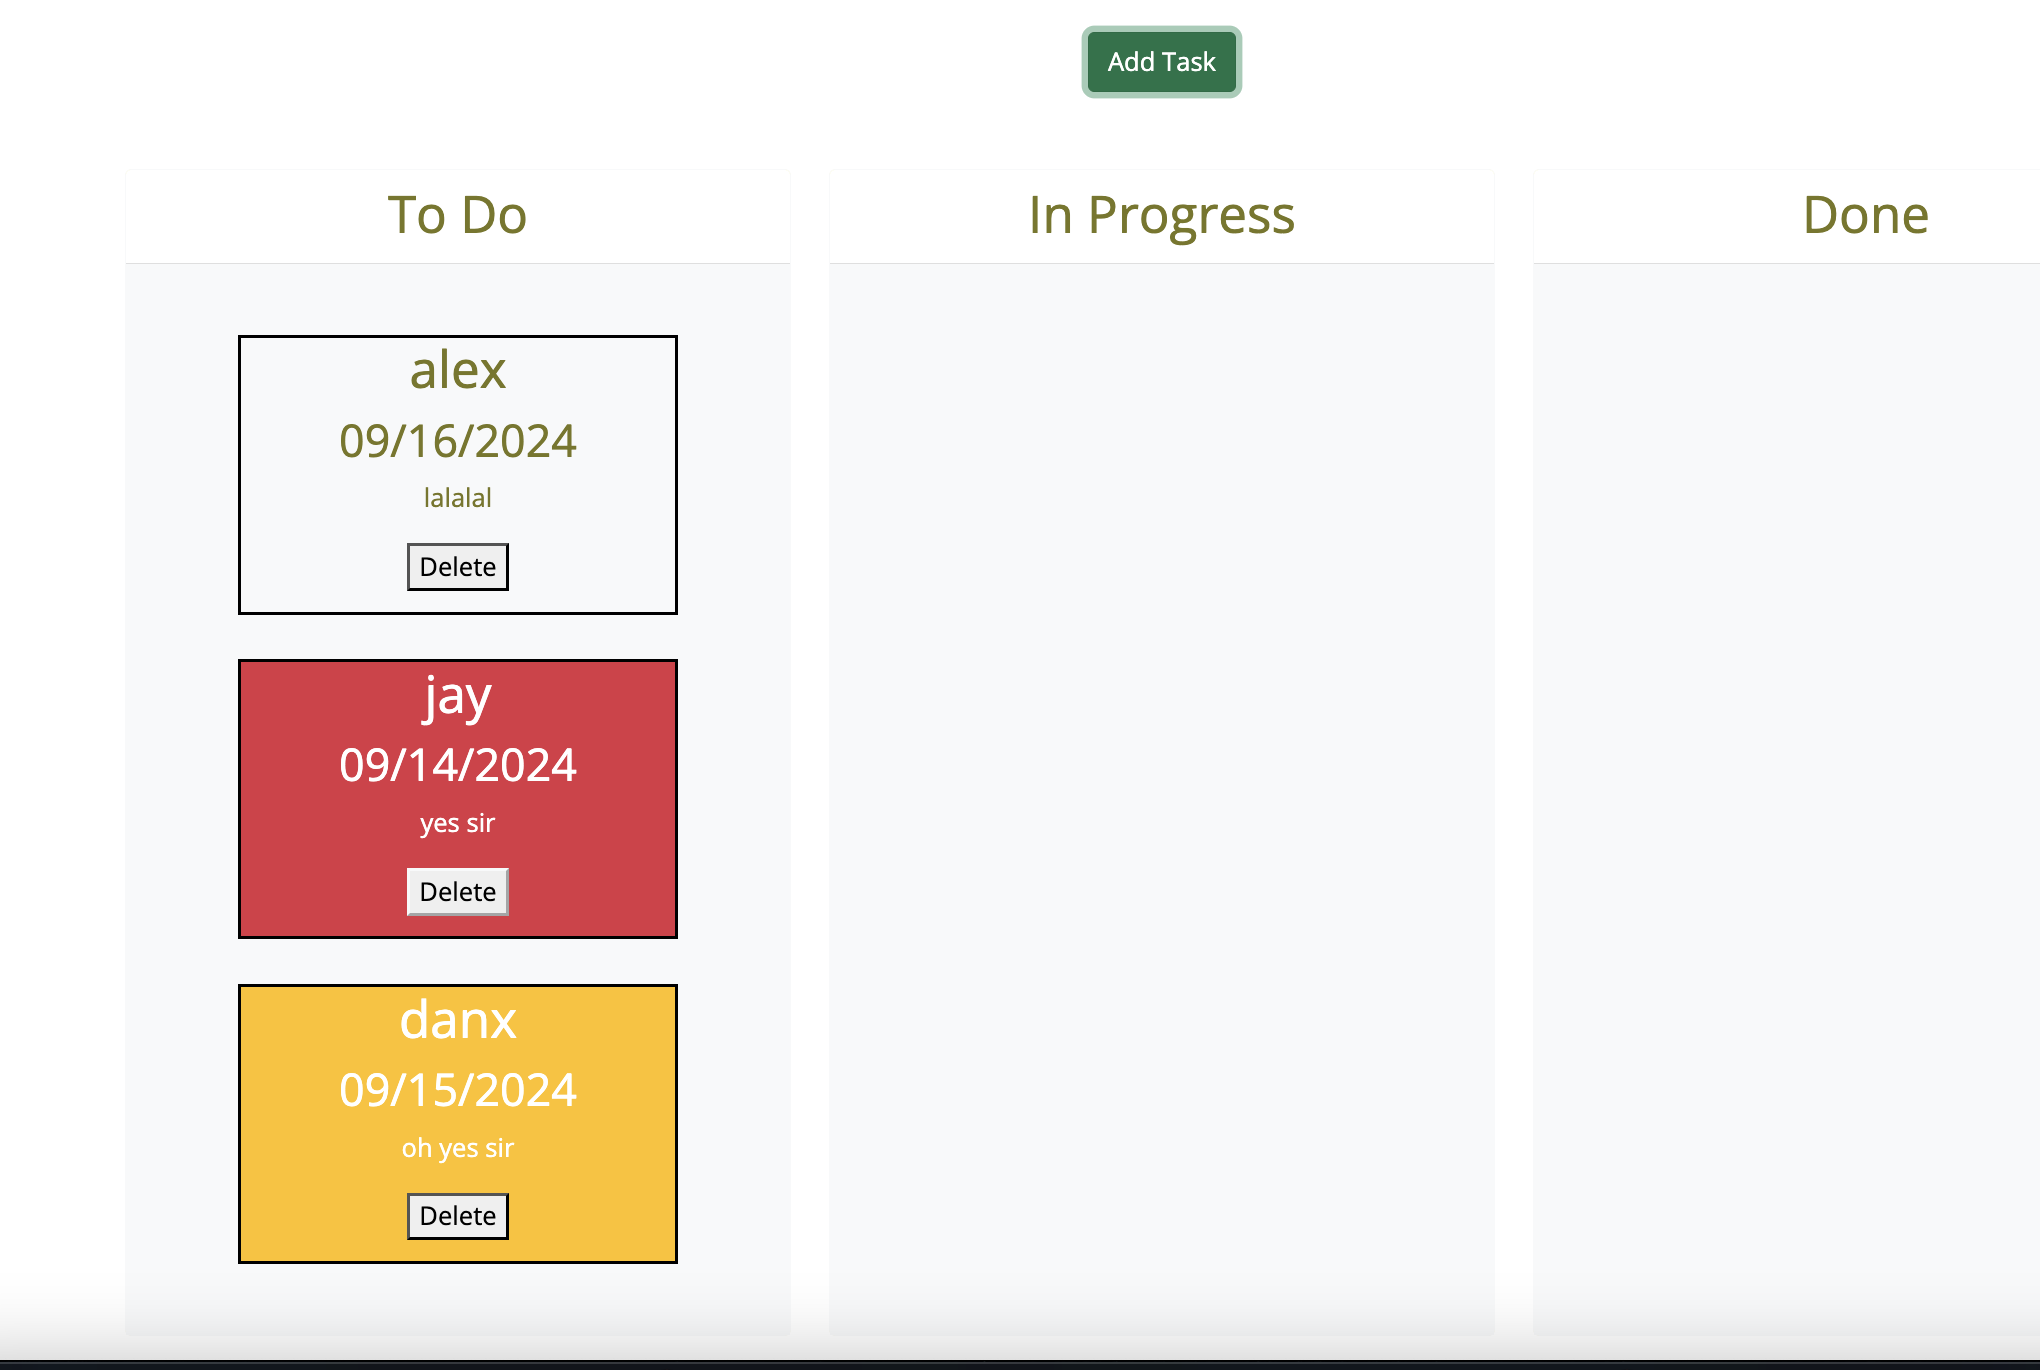 Add Task
To Do
In Progress
Done
alex
09/16/2024
lalalal
Delete
jay
09/14/2024
yes sir
Delete
danx
09/15/2024
oh yes sir
Delete